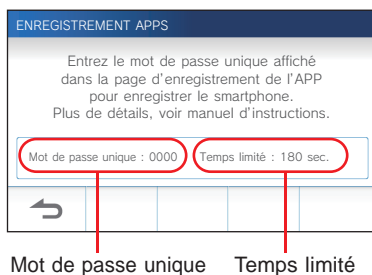 ENREGISTREMENT APPS
Entrez le mot de passe unique affiché
dans la page d'enregistrement de l'APP
pour enregistrer le smartphone.
Plus de détails, voir manuel d'instructions.
Mot de passe unique : 0000 Temps limité : 180 sec.
Mot de passe unique Temps limité